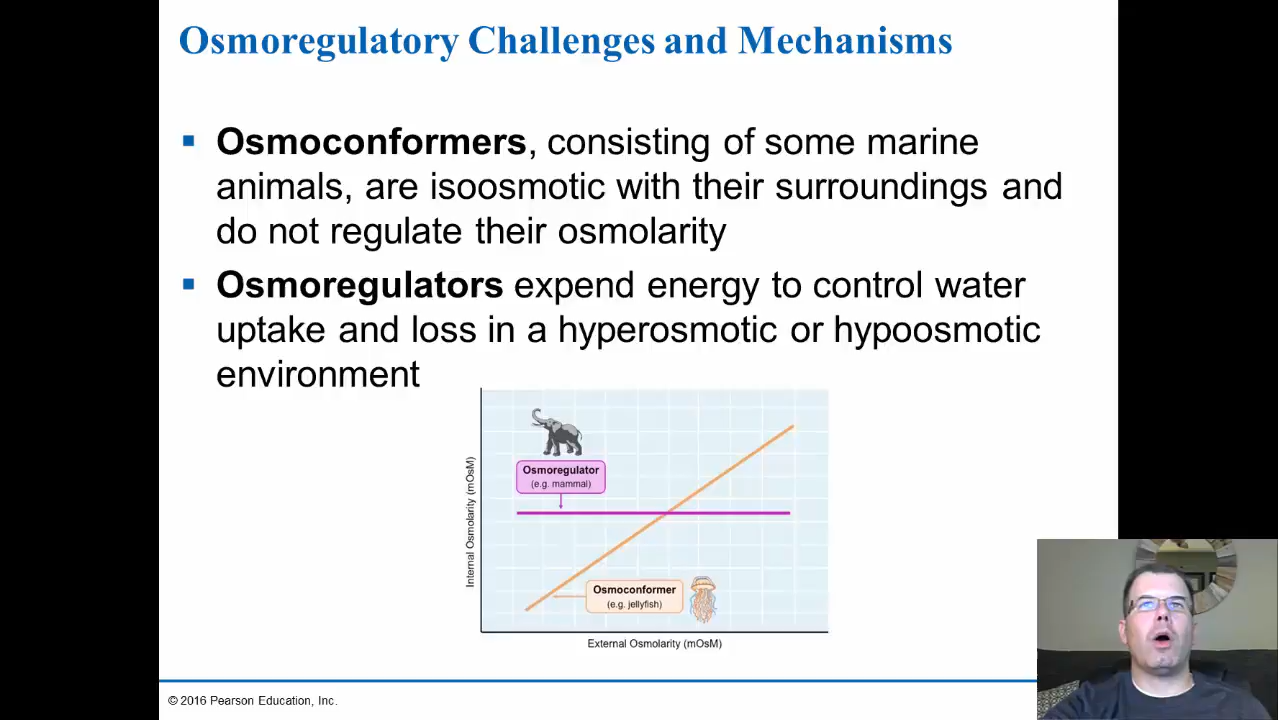 Osmoregulatory Challenges and Mechanisms
Osmoconformers, consisting of some marine
animals, are isoosmotic with their surroundings and
do not regulate their osmolarity
Osmoregulators expend energy to control water
uptake and loss in a hyperosmotic or hypoosmotic
environment
Osmoregulator
(e.g. mammal)
Internal Osmolarity (mOsM)
Osmoconformer
(e.g. jellyfish)
External Osmolarity (mOsM)
© 2016 Pearson Education, Inc.